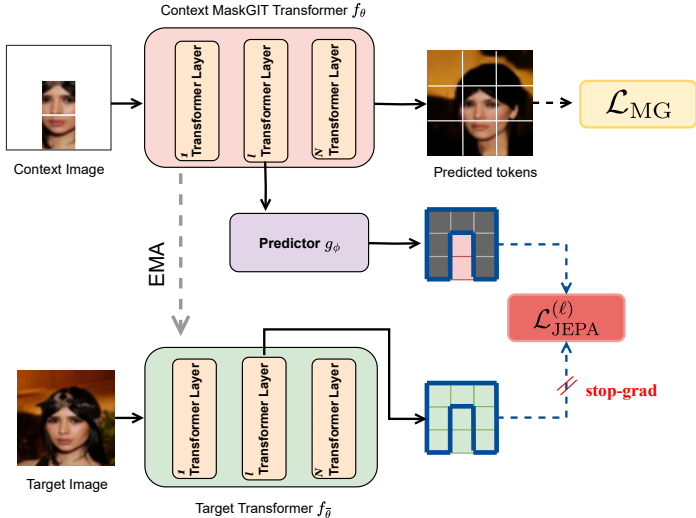 Context MaskGIT Transformer f_θ
1 Transformer Layer
l Transformer Layer
N Transformer Layer
ℒ_MG
Context Image
Predicted tokens
Predictor g_ϕ
EMA
ℒ_JEPA^(ℓ)
1 Transformer Layer
l Transformer Layer
N Transformer Layer
stop-grad
Target Image
Target Transformer f_θ̄